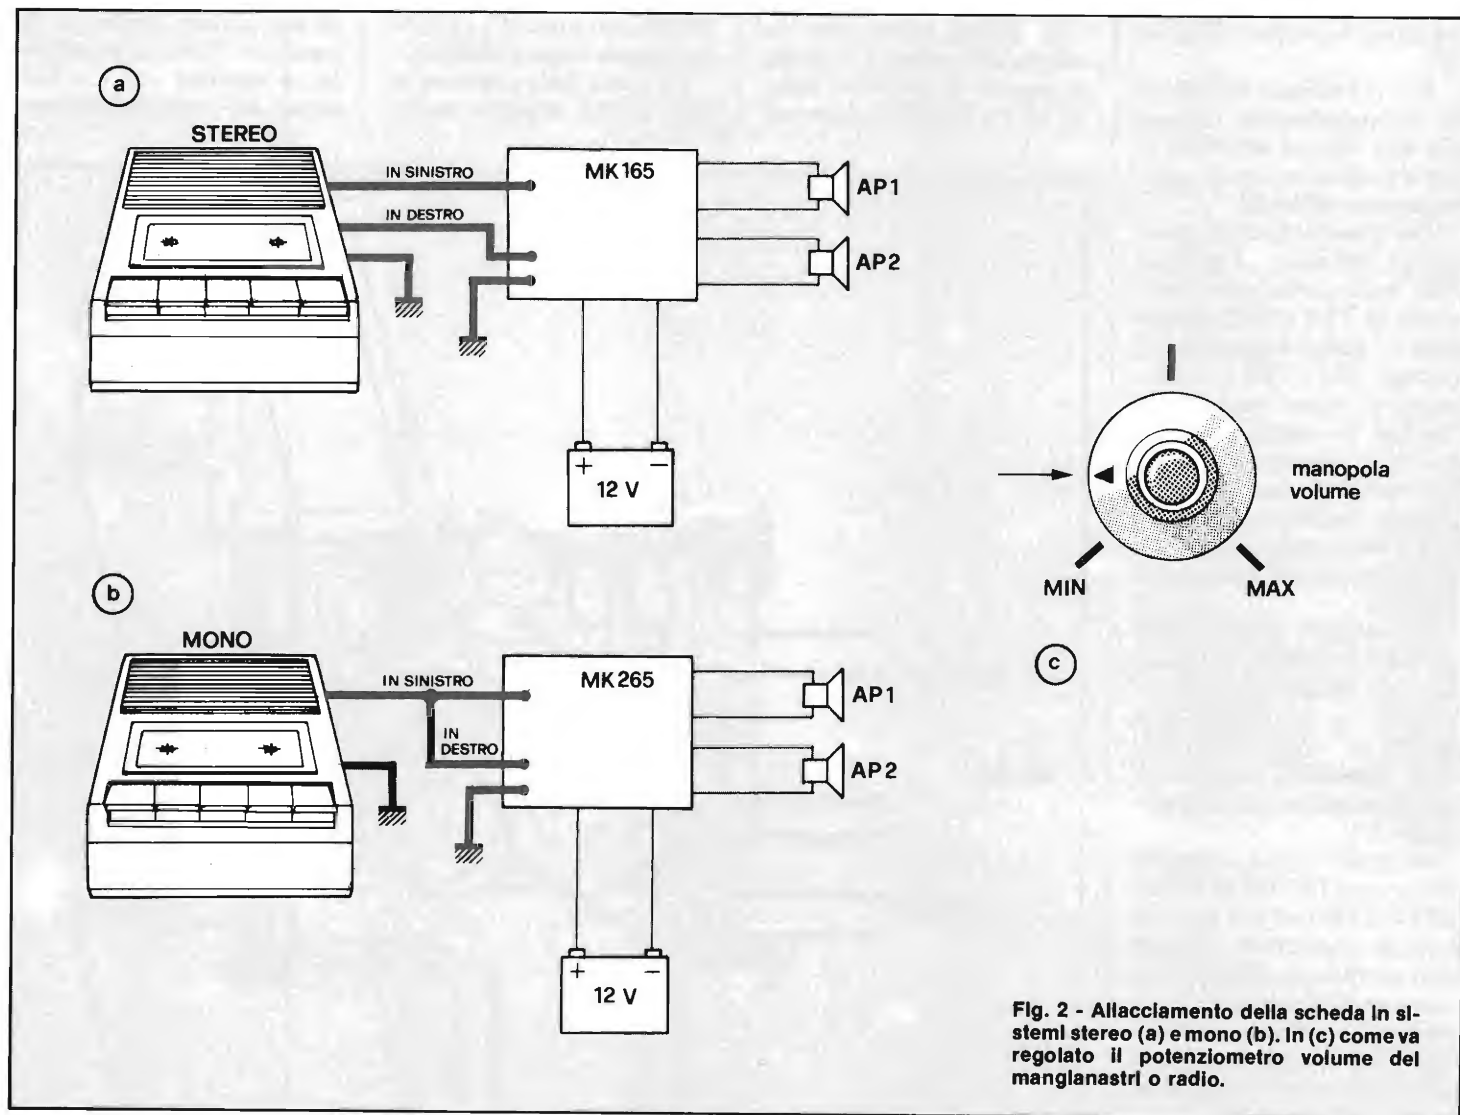 a
STEREO
IN SINISTRO
IN DESTRO
MK165
AP1
AP2
+ −
12 V
manopola
volume
MIN
MAX
b
MONO
IN SINISTRO
IN
DESTRO
MK265
AP1
AP2
+ −
12 V
c
Fig. 2 - Allacciamento della scheda in si-
stemi stereo (a) e mono (b). In (c) come va
regolato il potenziometro volume del
mangianastri o radio.